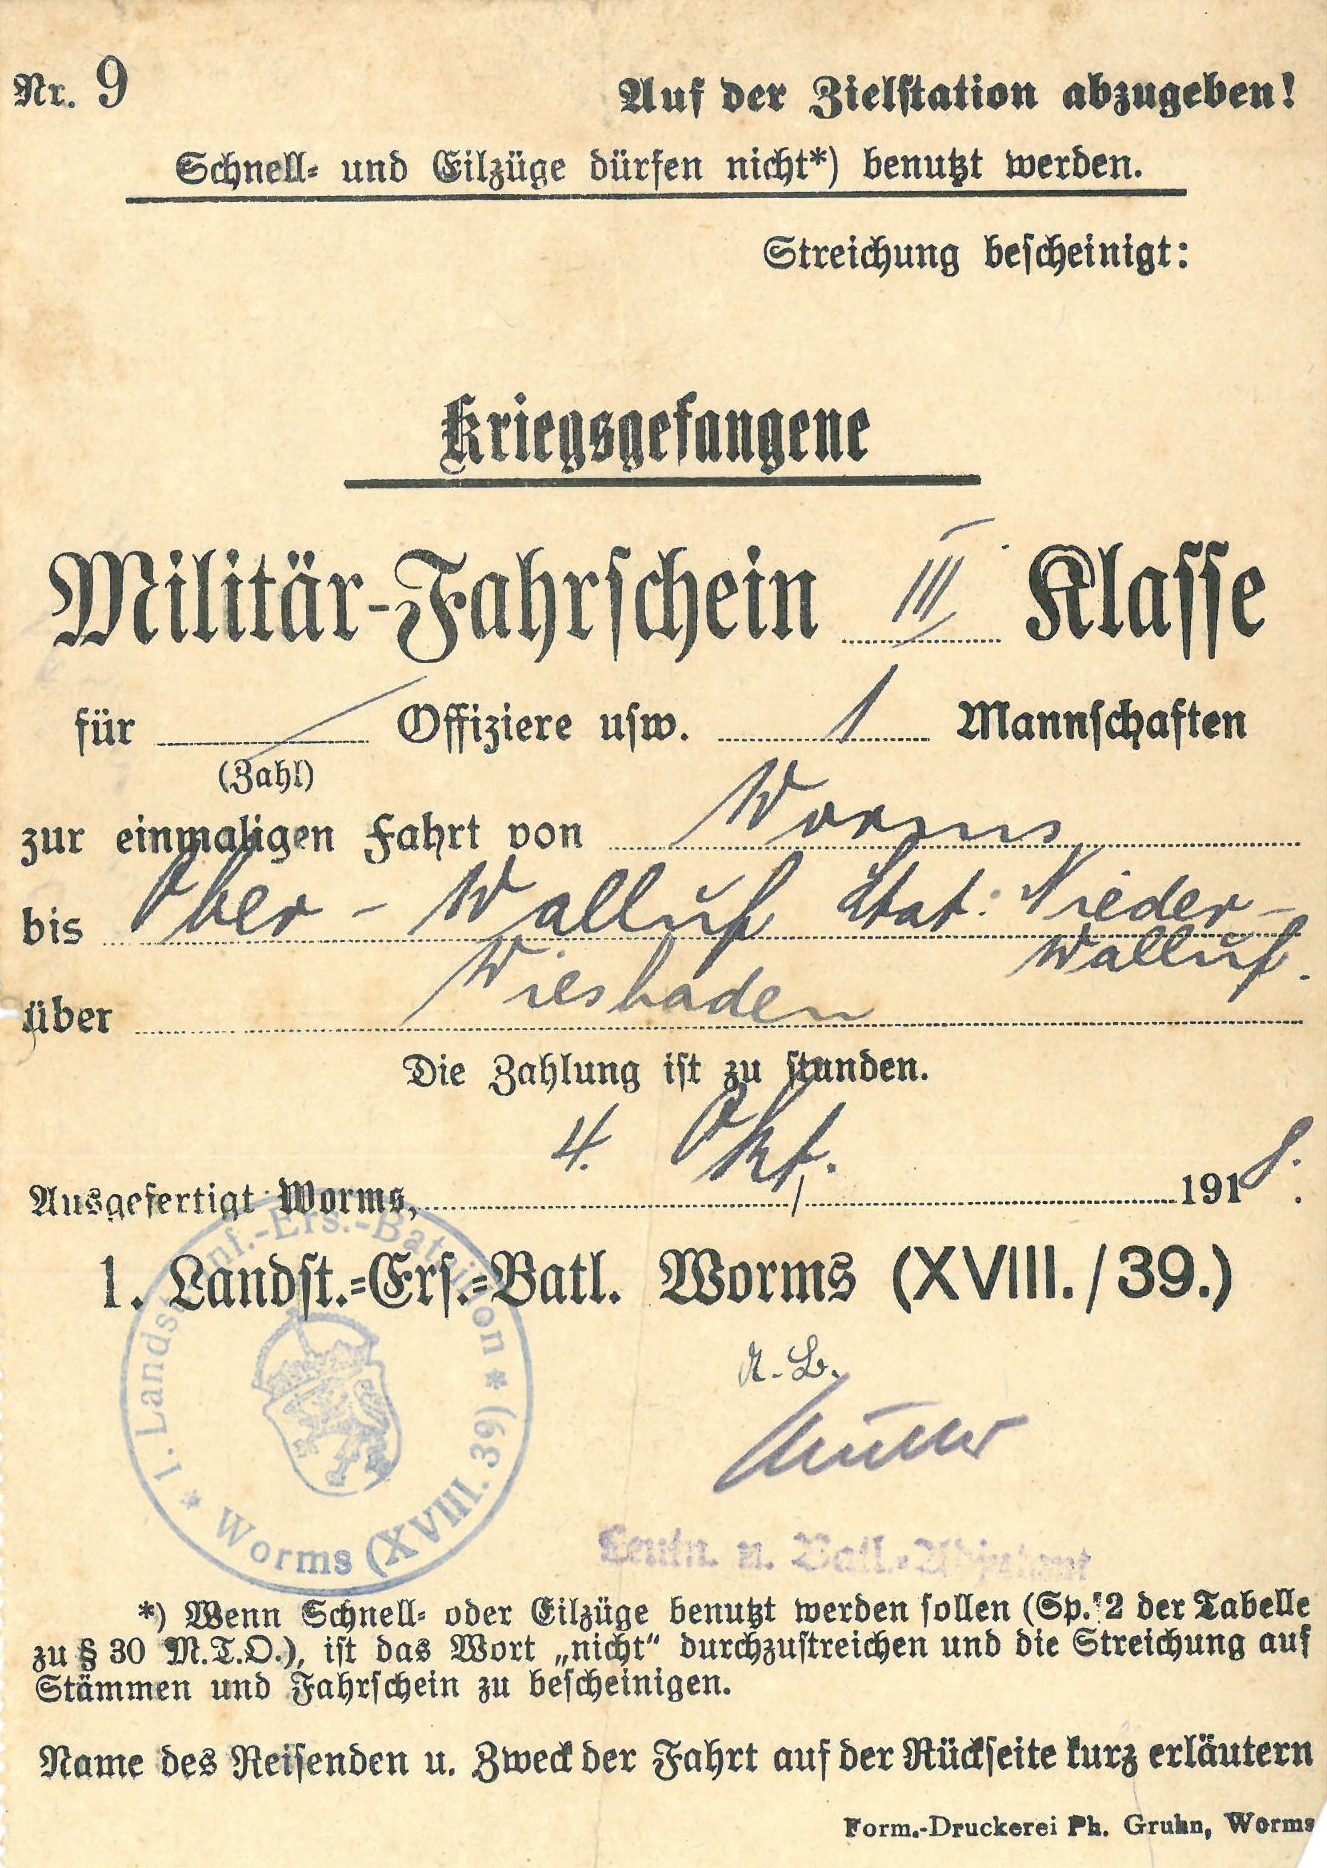 Nr. 9
Auf der Zielstation abzugeben!
Schnell- und Eilzüge dürfen nicht*) benutzt werden.
Streichung bescheinigt:
Kriegsgefangene
Militär-Fahrschein III Klasse
für / Offiziere usw. 1 Mannschaften
(Zahl)
zur einmaligen Fahrt von Worms
bis Ober-Walluf Stat: Nieder-
Walluf.
über Wiesbaden
Die Zahlung ist zu stunden.
4. Okt.
Ausgefertigt Worms, 1918.
1. Landst.-Ers.-Batl. Worms (XVIII./39.)
1. Landst.-Inf.-Ers.-Bataillon * Worms (XVIII. 39) *
Müller
Leutn. u. Batl.-Adjutant
*) Wenn Schnell- oder Eilzüge benutzt werden sollen (Sp. 2 der Tabelle
zu § 30 M.T.O.), ist das Wort „nicht“ durchzustreichen und die Streichung auf
Stämmen und Fahrschein zu bescheinigen.
Name des Reisenden u. Zweck der Fahrt auf der Rückseite kurz erläutern
Form.-Druckerei Ph. Gruhn, Worms